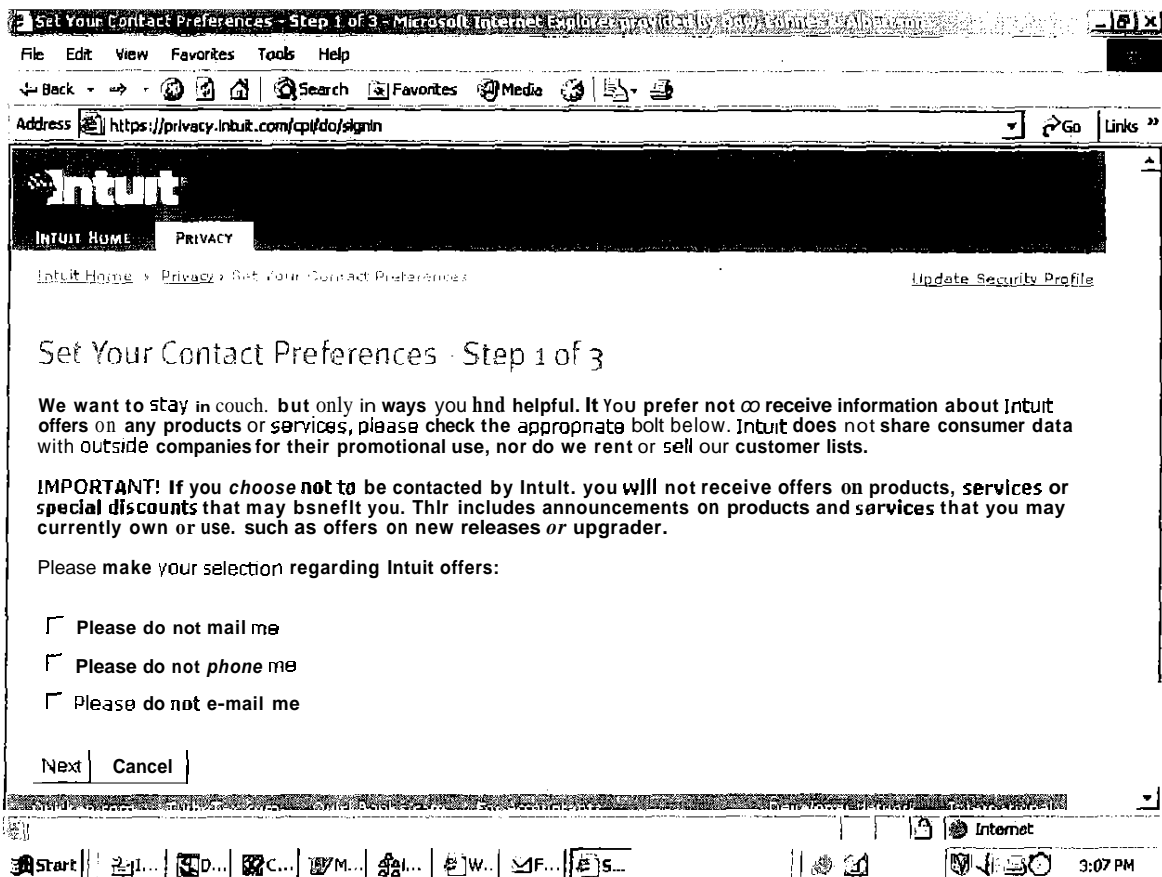 Set Your Contact Preferences - Step 1 of 3 - Microsoft Internet Explorer provided by
File Edit View Favorites Tools Help
Back Search Favorites Media
Address https://privacy.intuit.com/cpi/do/signin Go Links »
Intuit
INTUIT HOME PRIVACY
Intuit Home > Privacy > Set Your Contact Preferences Update Security Profile
Set Your Contact Preferences - Step 1 of 3
We want to stay in couch. but only in ways you hnd helpful. It You prefer not ∞ receive information about Intuit
offers on any products or services, please check the appropnate bolt below. Intuit does not share consumer data
with outside companies for their promotional use, nor do we rent or sell our customer lists.
IMPORTANT! If you choose not to be contacted by Intult. you will not receive offers on products, services or
special discounts that may bsneflt you. Thlr includes announcements on products and services that you may
currently own or use. such as offers on new releases or upgrader.
Please make your selection regarding Intuit offers:
Please do not mail me
Please do not phone me
Please do not e-mail me
Next Cancel
Internet
Start I... D... C... M... W... F... S... 3:07 PM